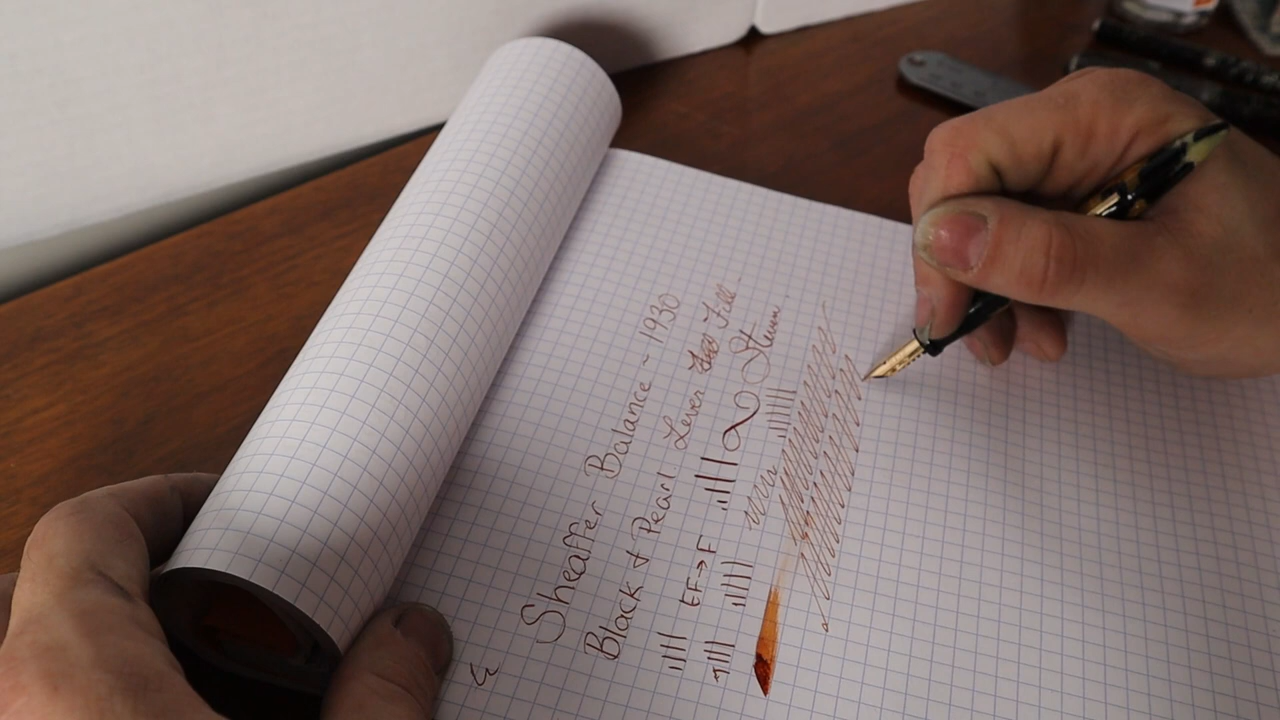 Sheaffer Balance ~ 1930
Black & Pearl. Lever Fill
EF → F
Steven.